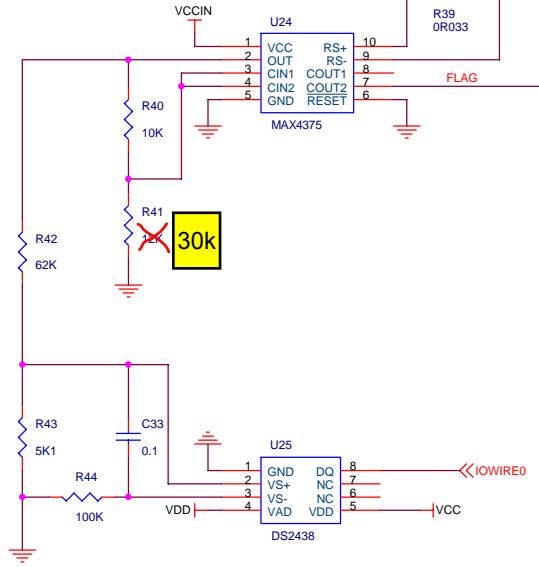 VCCIN
U24
R39
0R033
1 VCC RS+ 10
2 OUT RS- 9
3 CIN1 COUT1 8
4 CIN2 COUT2 7
5 GND RESET 6
FLAG
MAX4375
R40
10K
R41
12K
30k
R42
62K
R43
5K1
C33
0.1
R44
100K
U25
1 GND DQ 8
2 VS+ NC 7
3 VS- NC 6
4 VAD VDD 5
IOWIRE0
VDD
VCC
DS2438